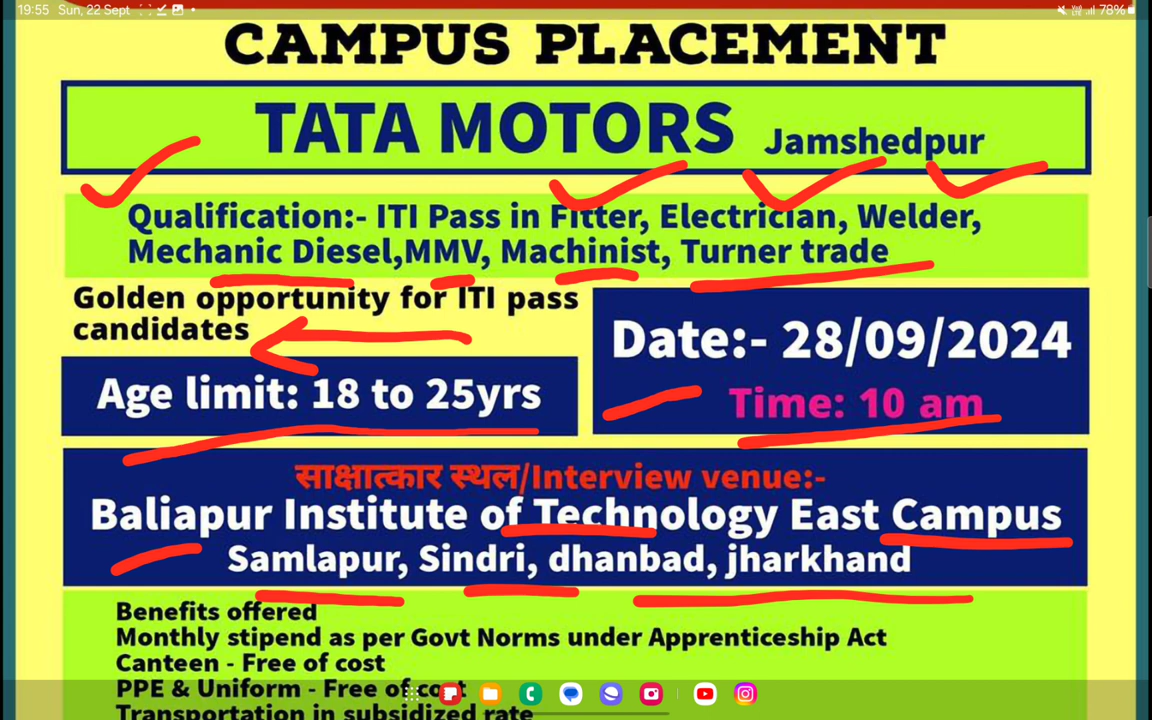 19:55 Sun, 22 Sept
78%
CAMPUS PLACEMENT
TATA MOTORS Jamshedpur
Qualification:- ITI Pass in Fitter, Electrician, Welder,
Mechanic Diesel,MMV, Machinist, Turner trade
Golden opportunity for ITI pass
candidates
Age limit: 18 to 25yrs
Date:- 28/09/2024
Time: 10 am
साक्षात्कार स्थल/Interview venue:-
Baliapur Institute of Technology East Campus
Samlapur, Sindri, dhanbad, jharkhand
Benefits offered
Monthly stipend as per Govt Norms under Apprenticeship Act
Canteen - Free of cost
PPE & Uniform - Free of cost
Transportation in subsidized rate